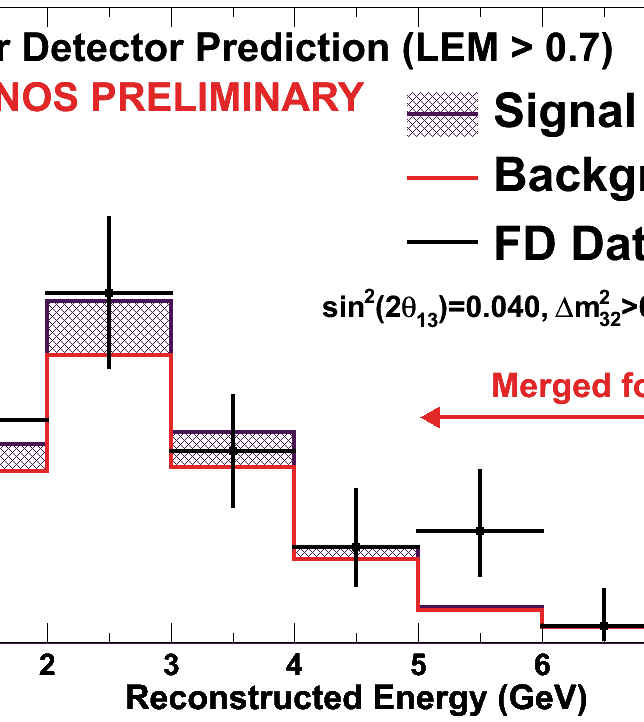 r Detector Prediction (LEM > 0.7)
NOS PRELIMINARY
Signal
Backgr
FD Dat
sin²(2θ₁₃)=0.040, Δm²₃₂>
Merged fo
2 3 4 5 6
Reconstructed Energy (GeV)